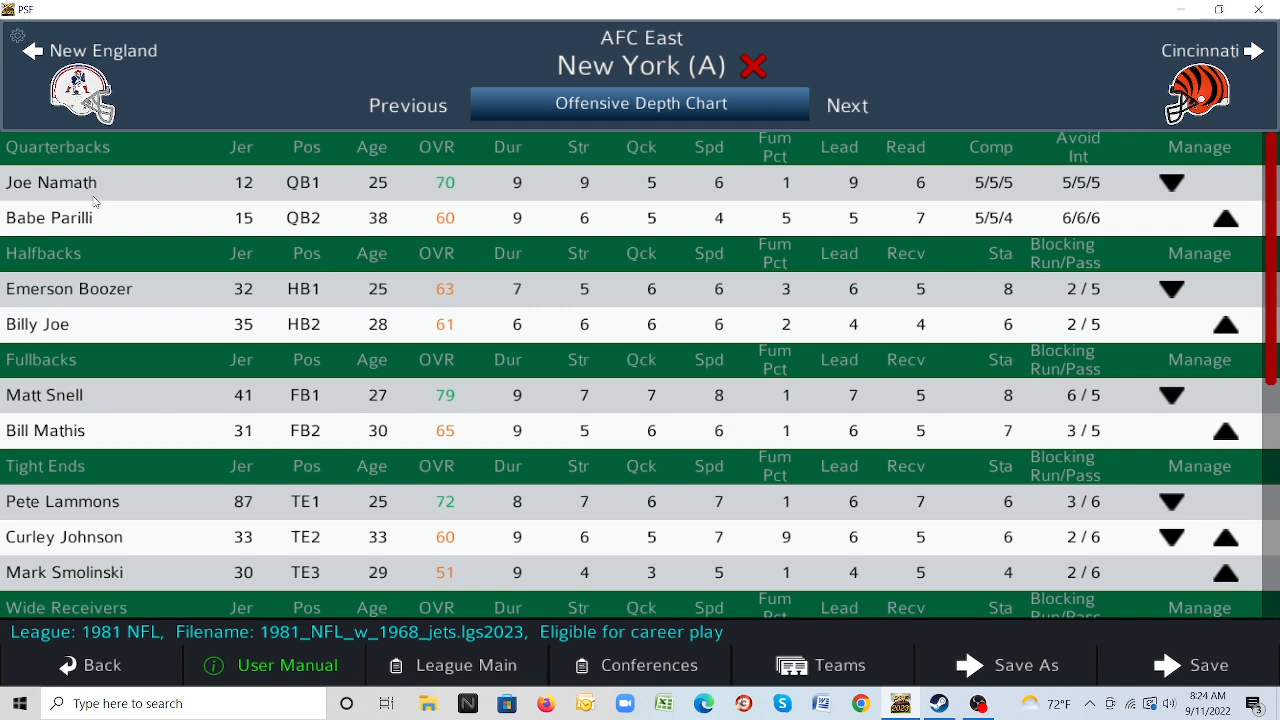 PSF
New England
AFC East
New York (A)
Cincinnati
Previous Offensive Depth Chart Next
Quarterbacks Jer Pos Age OVR Dur Str Qck Spd Fum Pct Lead Read Comp Avoid Int Manage
Joe Namath 12 QB1 25 70 9 9 5 6 1 9 6 5/5/5 5/5/5
Babe Parilli 15 QB2 38 60 9 6 5 4 5 5 7 5/5/4 6/6/6
Halfbacks Jer Pos Age OVR Dur Str Qck Spd Fum Pct Lead Recv Sta Blocking Run/Pass Manage
Emerson Boozer 32 HB1 25 63 7 5 6 6 3 6 5 8 2 / 5
Billy Joe 35 HB2 28 61 6 6 6 6 2 4 4 6 2 / 5
Fullbacks Jer Pos Age OVR Dur Str Qck Spd Fum Pct Lead Recv Sta Blocking Run/Pass Manage
Matt Snell 41 FB1 27 79 9 7 7 8 1 7 5 8 6 / 5
Bill Mathis 31 FB2 30 65 9 5 6 6 1 6 5 7 3 / 5
Tight Ends Jer Pos Age OVR Dur Str Qck Spd Fum Pct Lead Recv Sta Blocking Run/Pass Manage
Pete Lammons 87 TE1 25 72 8 7 6 7 1 6 7 6 3 / 6
Curley Johnson 33 TE2 33 60 9 6 5 7 9 6 5 6 2 / 6
Mark Smolinski 30 TE3 29 51 9 4 3 5 1 4 5 4 2 / 6
Wide Receivers Jer Pos Age OVR Dur Str Qck Spd Fum Pct Lead Recv Sta Blocking Run/Pass Manage
League: 1981 NFL, Filename: 1981_NFL_w_1968_jets.lgs2023, Eligible for career play
Back User Manual League Main Conferences Teams Save As Save
Type here to search 72°F 8:24 AM
9/11/2022